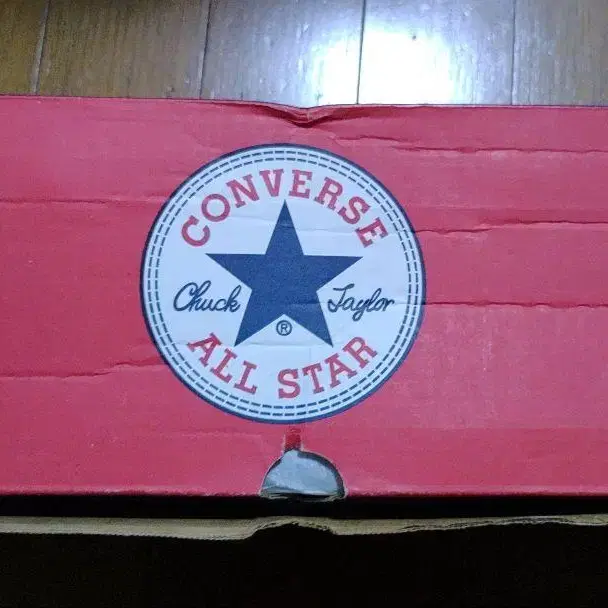 CONVERSE
Chuck Taylor
®
ALL STAR